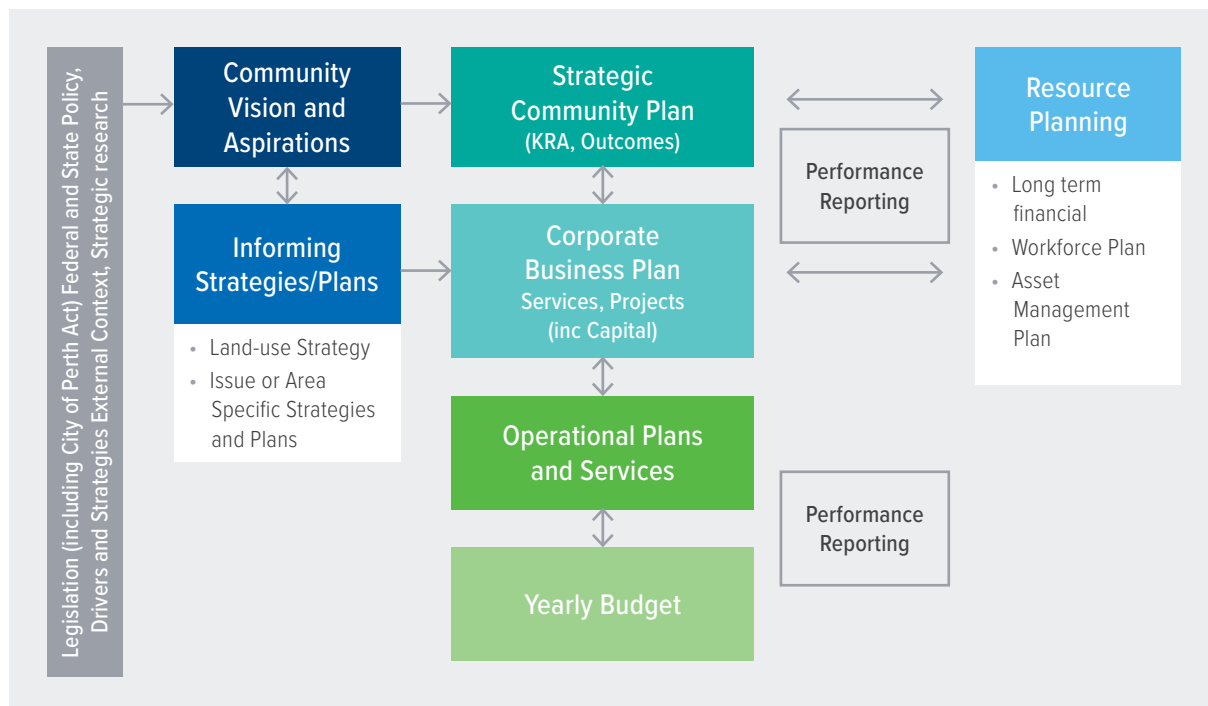 Legislation (including City of Perth Act) Federal and State Policy,
Drivers and Strategies External Context, Strategic research
Community
Vision and
Aspirations
Informing
Strategies/Plans
• Land-use Strategy
• Issue or Area
Specific Strategies
and Plans
Strategic
Community Plan
(KRA, Outcomes)
Corporate
Business Plan
Services, Projects
(inc Capital)
Operational Plans
and Services
Yearly Budget
Performance
Reporting
Performance
Reporting
Resource
Planning
• Long term
financial
• Workforce Plan
• Asset
Management
Plan